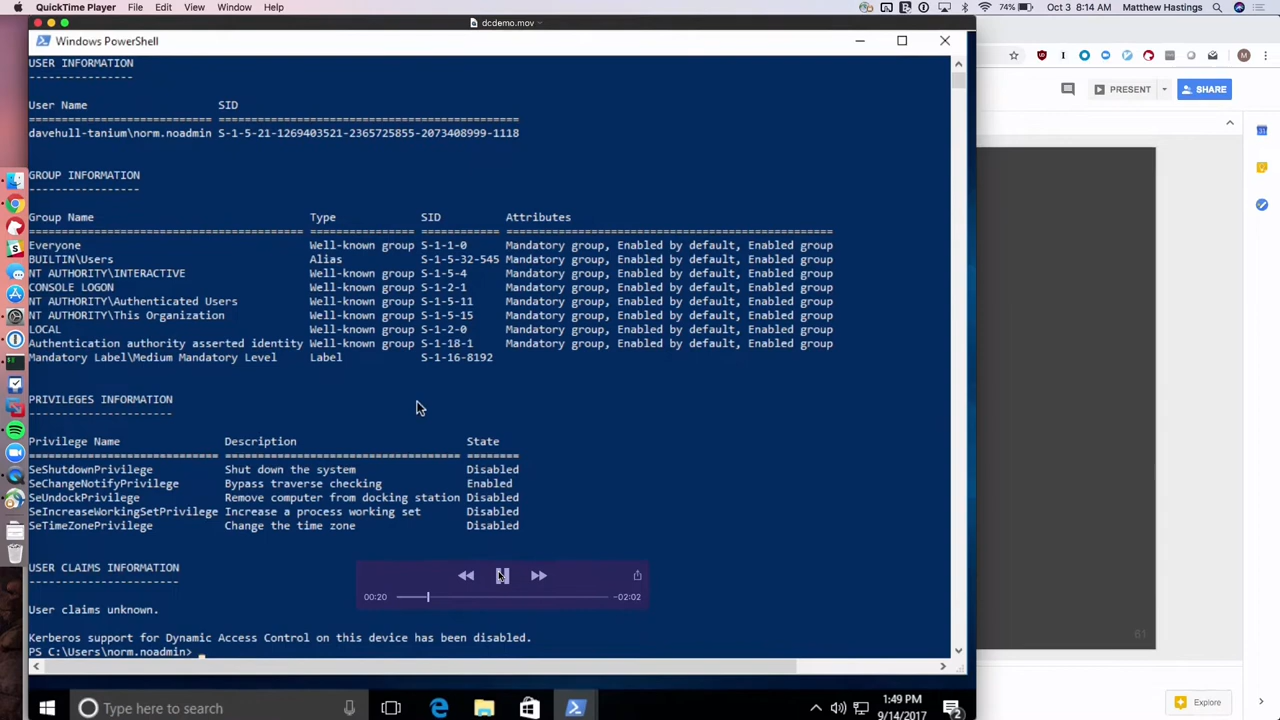 QuickTime Player File Edit View Window Help 74% Oct 3 8:14 AM Matthew Hastings
dcdemo.mov
Windows PowerShell
USER INFORMATION
----------------
User Name SID
============================ ==============================================
davehull-tanium\norm.noadmin S-1-5-21-1269403521-2365725855-2073408999-1118
GROUP INFORMATION
-----------------
Group Name Type SID Attributes
========================================== ================ ============ ==================================================
Everyone Well-known group S-1-1-0 Mandatory group, Enabled by default, Enabled group
BUILTIN\Users Alias S-1-5-32-545 Mandatory group, Enabled by default, Enabled group
NT AUTHORITY\INTERACTIVE Well-known group S-1-5-4 Mandatory group, Enabled by default, Enabled group
CONSOLE LOGON Well-known group S-1-2-1 Mandatory group, Enabled by default, Enabled group
NT AUTHORITY\Authenticated Users Well-known group S-1-5-11 Mandatory group, Enabled by default, Enabled group
NT AUTHORITY\This Organization Well-known group S-1-5-15 Mandatory group, Enabled by default, Enabled group
LOCAL Well-known group S-1-2-0 Mandatory group, Enabled by default, Enabled group
Authentication authority asserted identity Well-known group S-1-18-1 Mandatory group, Enabled by default, Enabled group
Mandatory Label\Medium Mandatory Level Label S-1-16-8192
PRIVILEGES INFORMATION
----------------------
Privilege Name Description State
============================= ==================================== ========
SeShutdownPrivilege Shut down the system Disabled
SeChangeNotifyPrivilege Bypass traverse checking Enabled
SeUndockPrivilege Remove computer from docking station Disabled
SeIncreaseWorkingSetPrivilege Increase a process working set Disabled
SeTimeZonePrivilege Change the time zone Disabled
USER CLAIMS INFORMATION
-----------------------
User claims unknown.
Kerberos support for Dynamic Access Control on this device has been disabled.
PS C:\Users\norm.noadmin> _
00:20 -02:02
Type here to search
1:49 PM
9/14/2017
2
PRESENT
SHARE
M
31
61
Explore